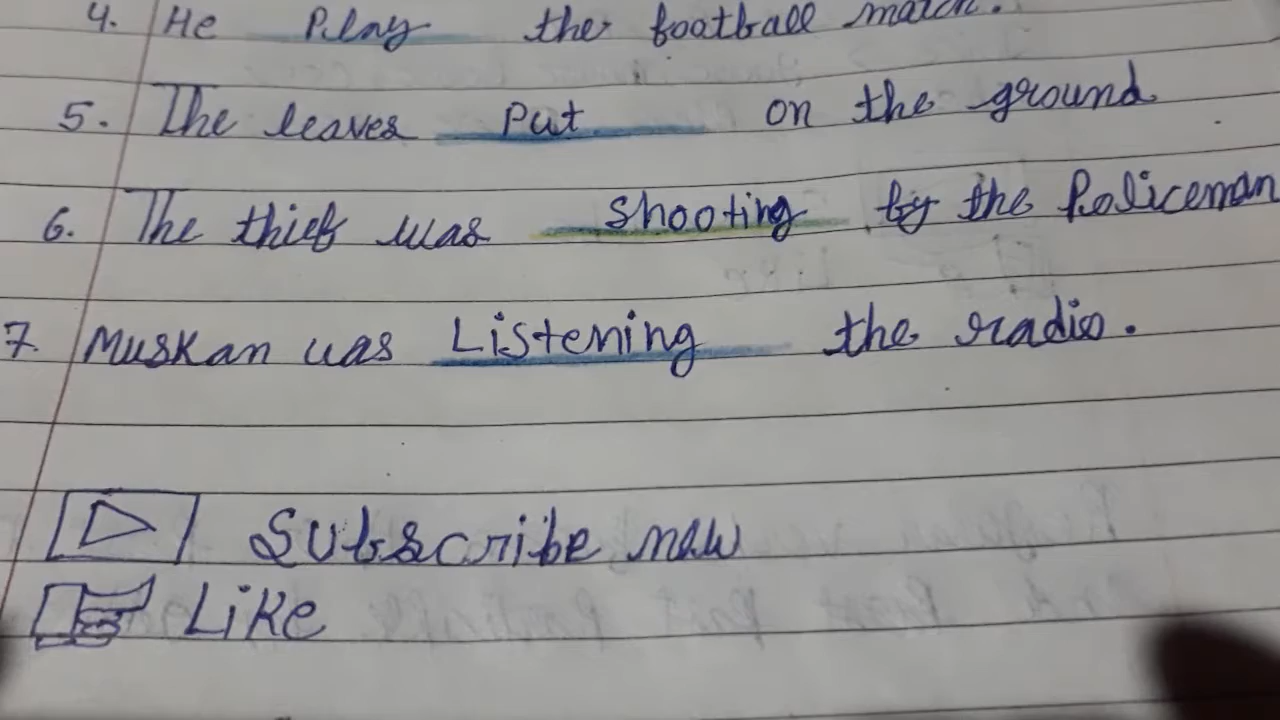 4. He Play the football match.
5. The leaves Put on the ground
6. The thief was Shooting by the Policeman
7. Muskan was Listening the radio.
Subscribe now
Like